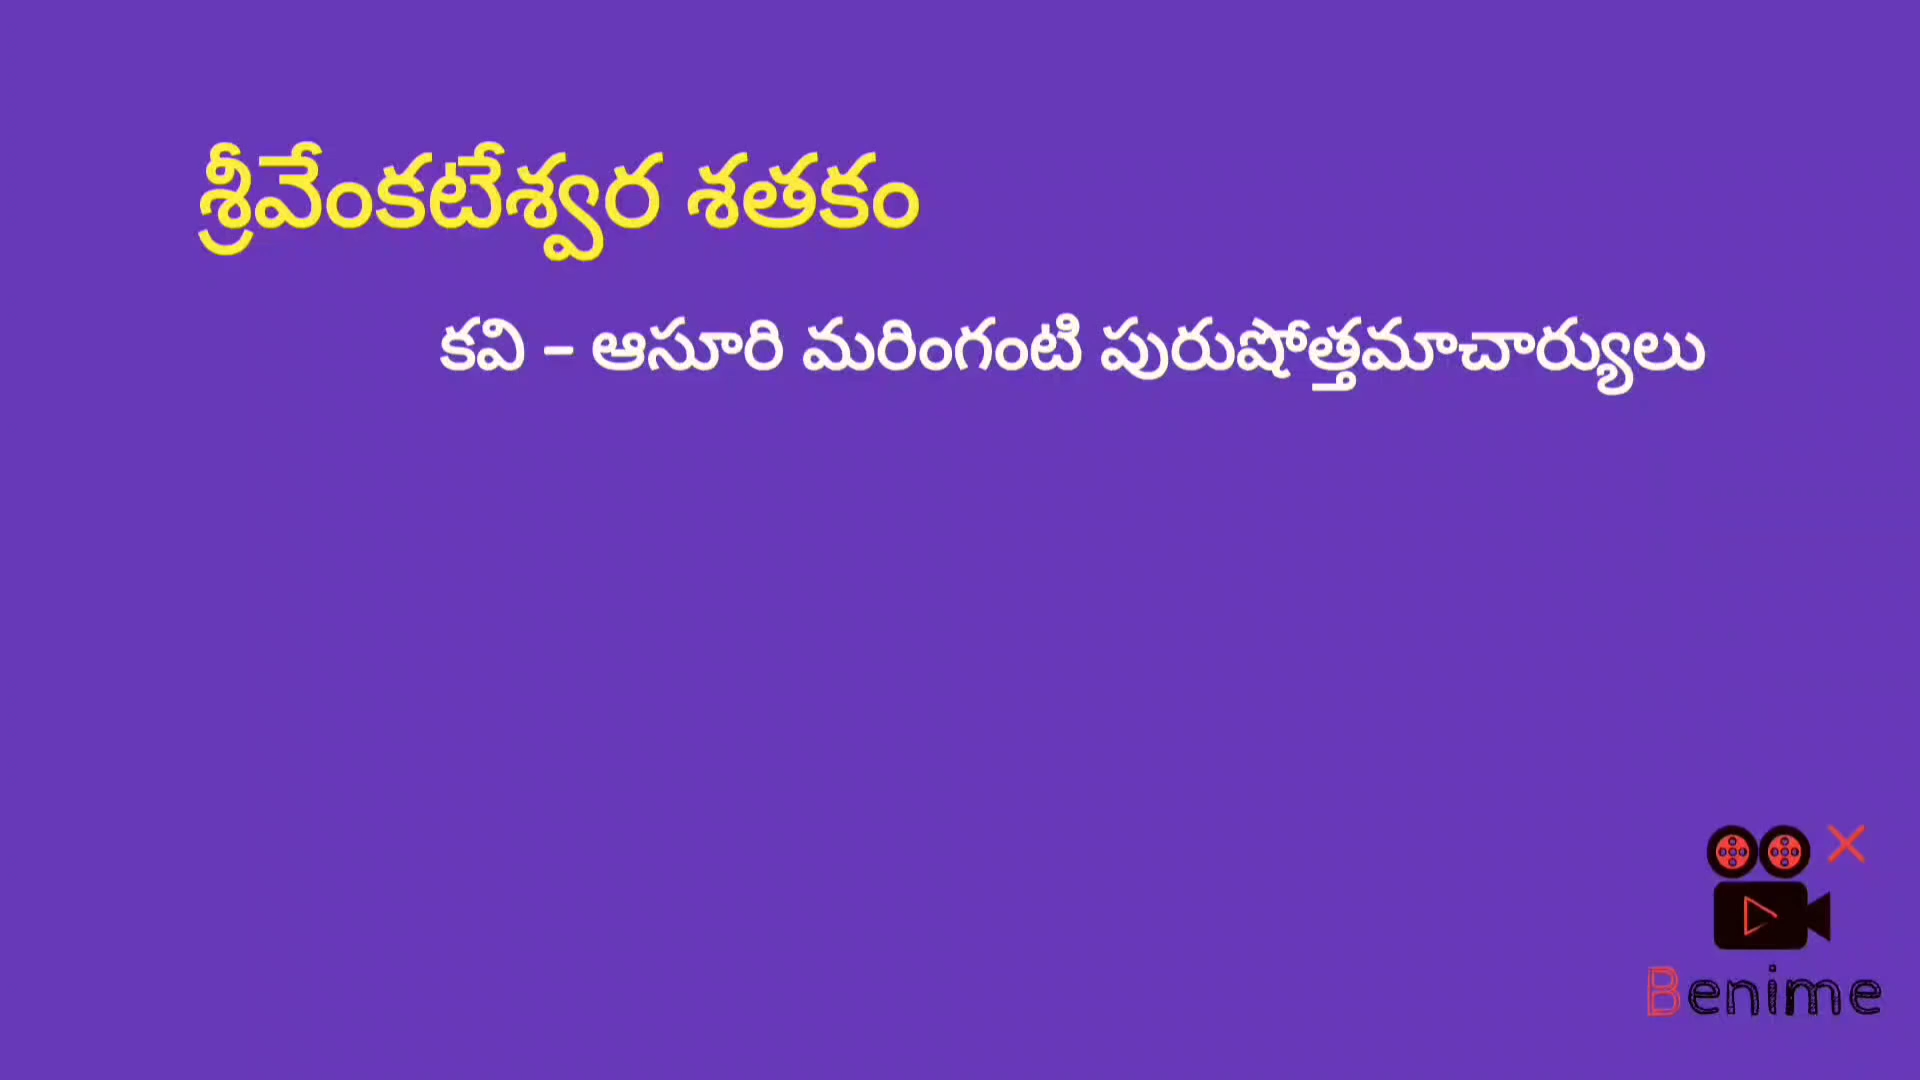 శ్రీవేంకటేశ్వర శతకం
కవి - ఆసూరి మరింగంటి పురుషోత్తమాచార్యులు
Benime